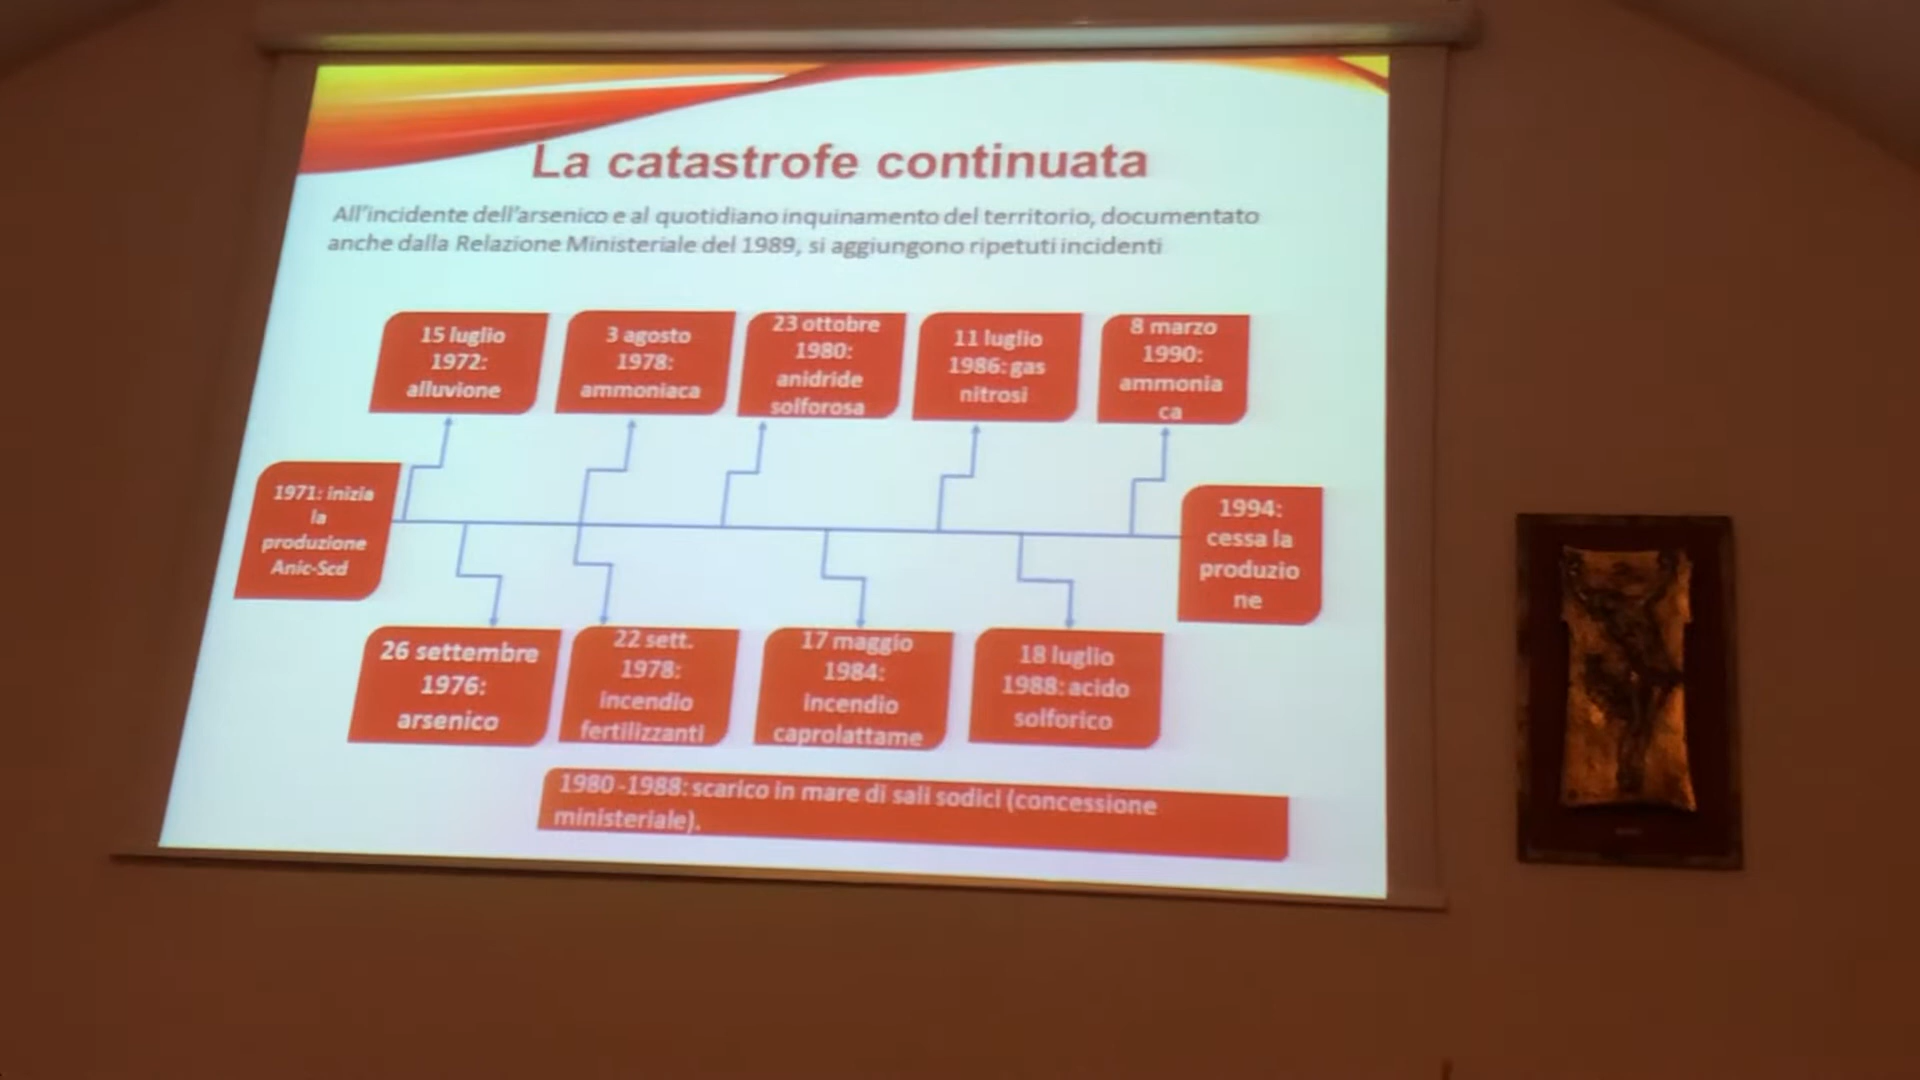 La catastrofe continuata
All'incidente dell'arsenico e al quotidiano inquinamento del territorio, documentato
anche dalla Relazione Ministeriale del 1989, si aggiungono ripetuti incidenti
15 luglio
1972:
alluvione
3 agosto
1978:
ammoniaca
23 ottobre
1980:
anidride
solforosa
11 luglio
1986: gas
nitrosi
8 marzo
1990:
ammonia
ca
1971: inizia
la
produzione
Anic-Scd
1994:
cessa la
produzio
ne
26 settembre
1976:
arsenico
22 sett.
1978:
incendio
fertilizzanti
17 maggio
1984:
incendio
caprolattame
18 luglio
1988: acido
solforico
1980 -1988: scarico in mare di sali sodici (concessione
ministeriale).